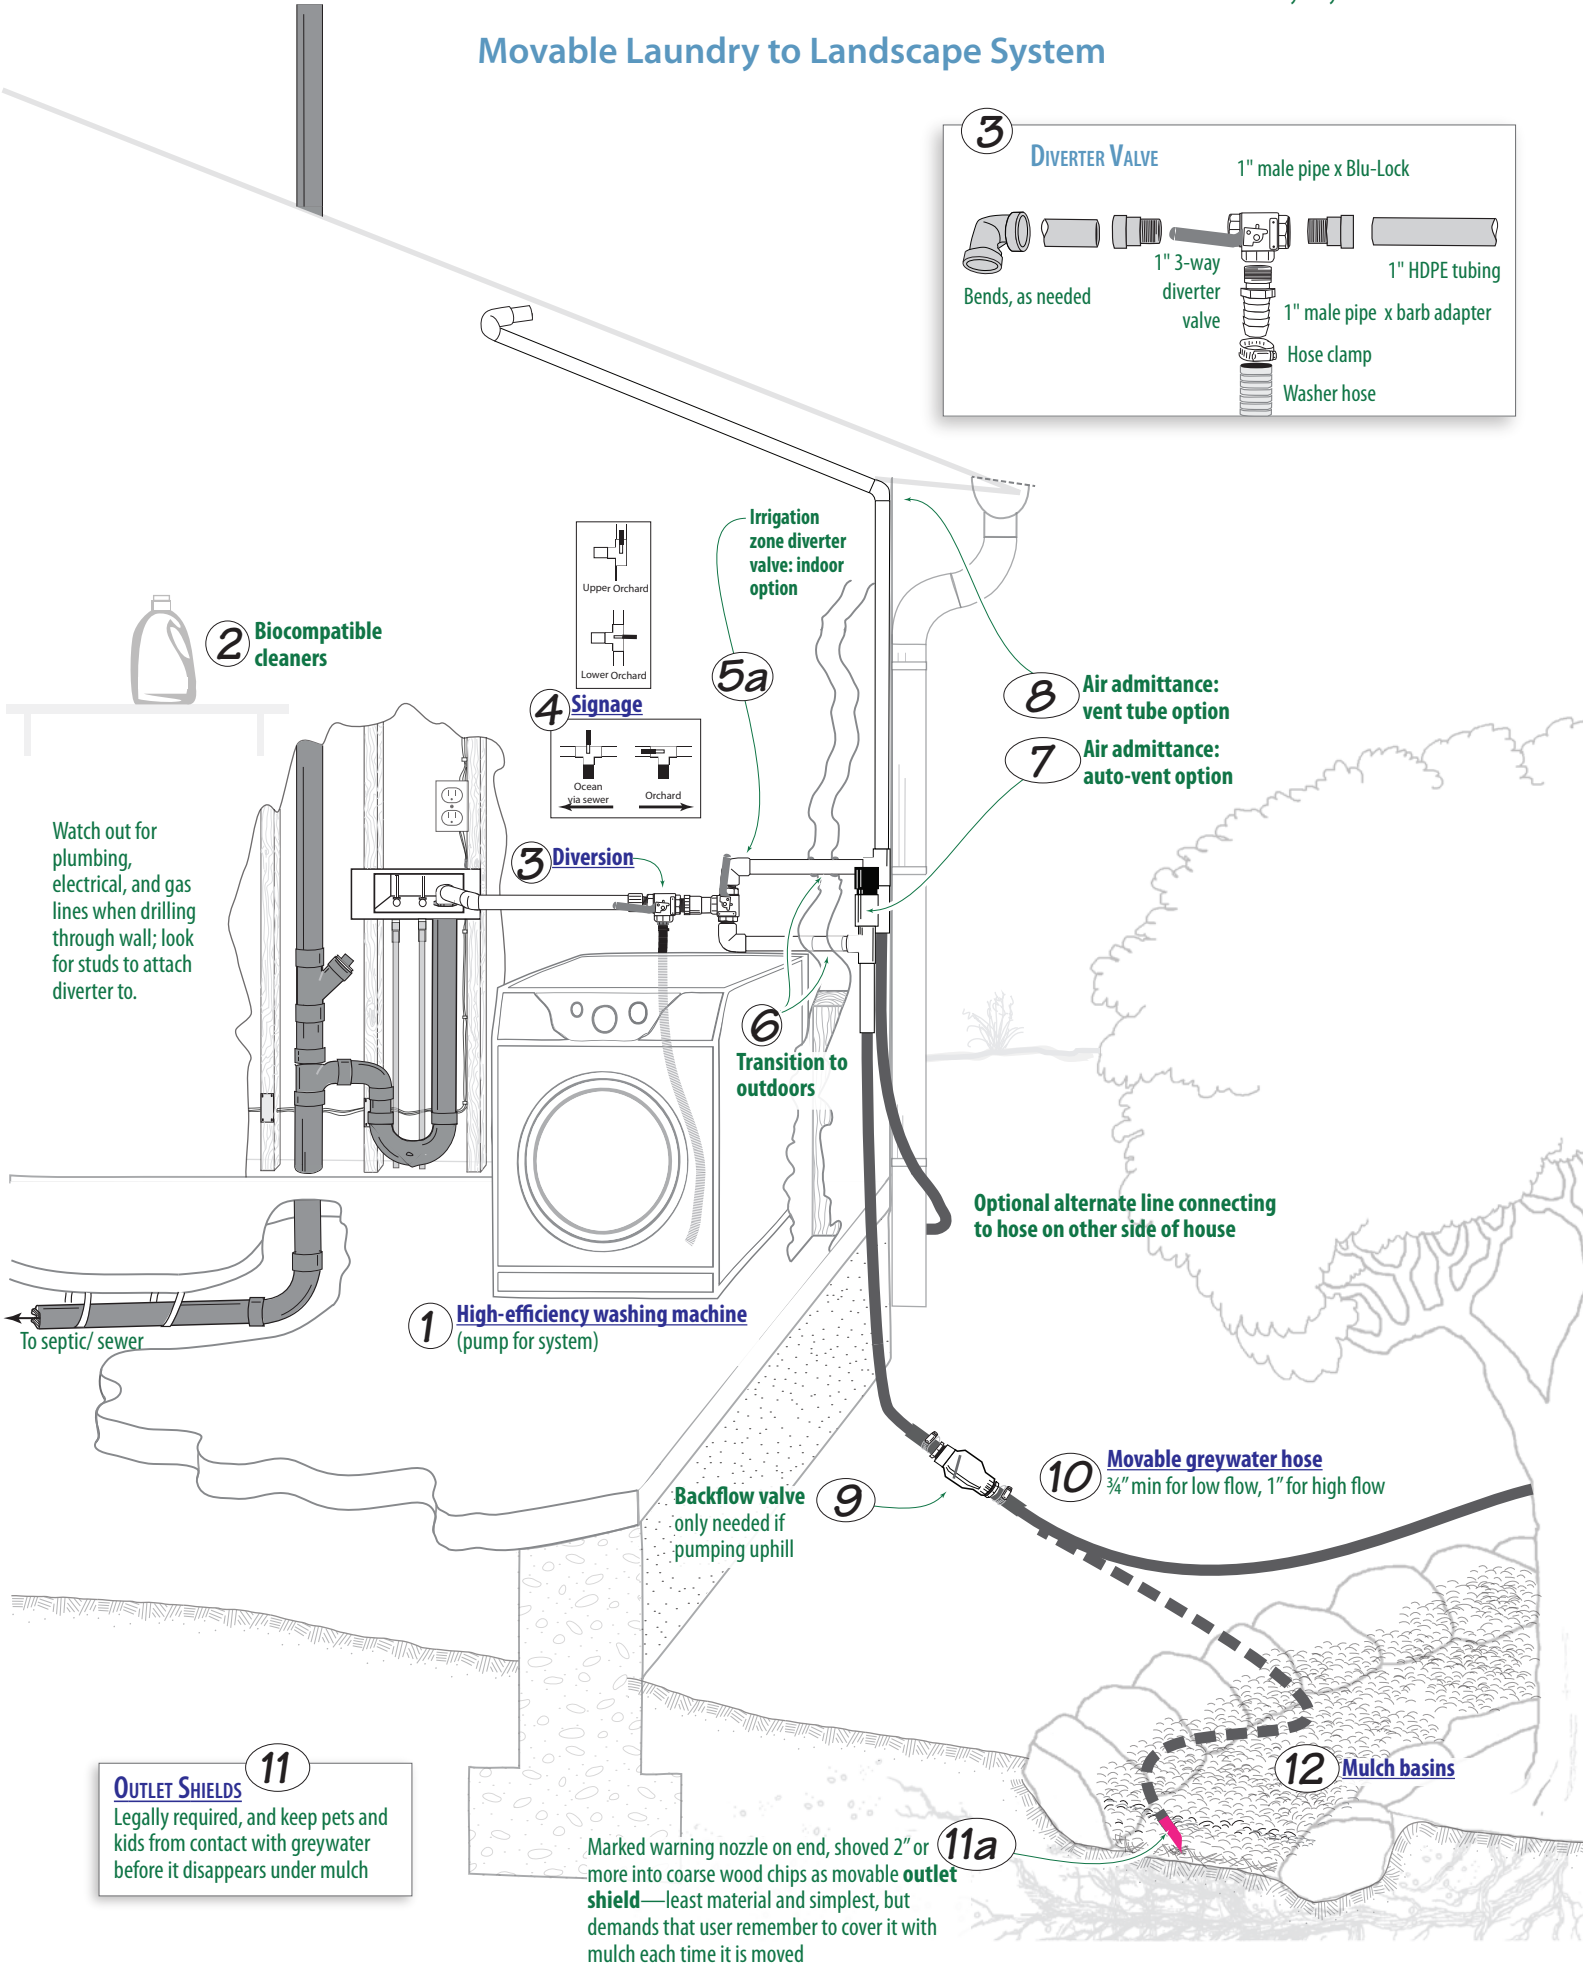 Movable Laundry to Landscape System
3
Diverter Valve
1" male pipe x Blu-Lock
1" 3-way
diverter
valve
1" HDPE tubing
Bends, as needed
1" male pipe x barb adapter
Hose clamp
Washer hose
Irrigation
zone diverter
valve: indoor
option
5a
Upper Orchard
Lower Orchard
2
Biocompatible
cleaners
4 Signage
Ocean
via sewer
Orchard
8
Air admittance:
vent tube option
7
Air admittance:
auto-vent option
Watch out for
plumbing,
electrical, and gas
lines when drilling
through wall; look
for studs to attach
diverter to.
3 Diversion
6
Transition to
outdoors
Optional alternate line connecting
to hose on other side of house
To septic/ sewer
1
High-efficiency washing machine
(pump for system)
Backflow valve
only needed if
pumping uphill
9
10
Movable greywater hose
¾” min for low flow, 1” for high flow
11
Outlet Shields
Legally required, and keep pets and
kids from contact with greywater
before it disappears under mulch
12 Mulch basins
11a
Marked warning nozzle on end, shoved 2” or
more into coarse wood chips as movable outlet
shield—least material and simplest, but
demands that user remember to cover it with
mulch each time it is moved